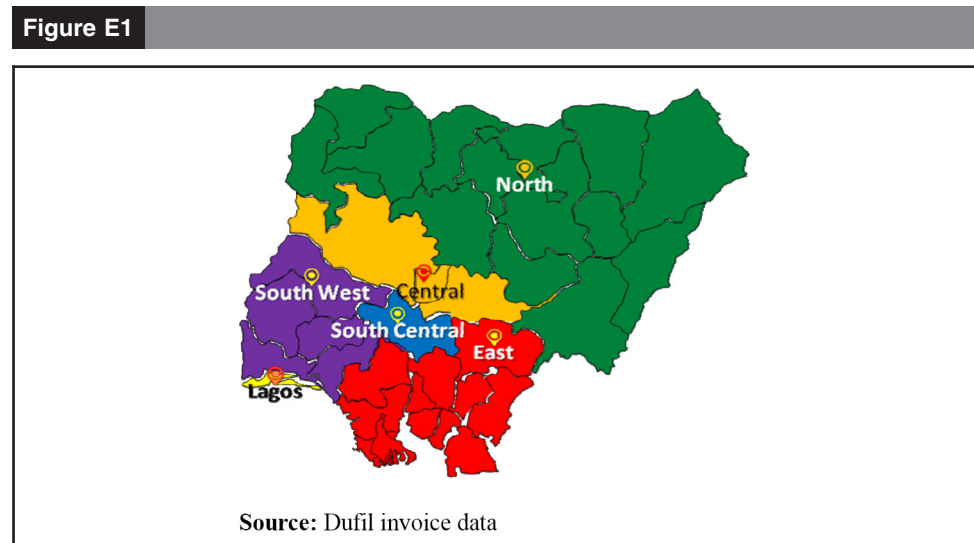 Figure E1
North
Central
South West
South Central
East
Lagos
Source: Dufil invoice data